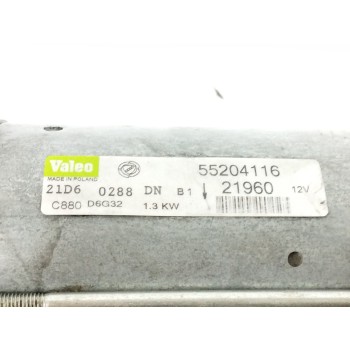 Valeo
MADE IN POLAND
55204116
21D6 0288 DN B1 21960 12V
C880 D6G32 1.3 KW